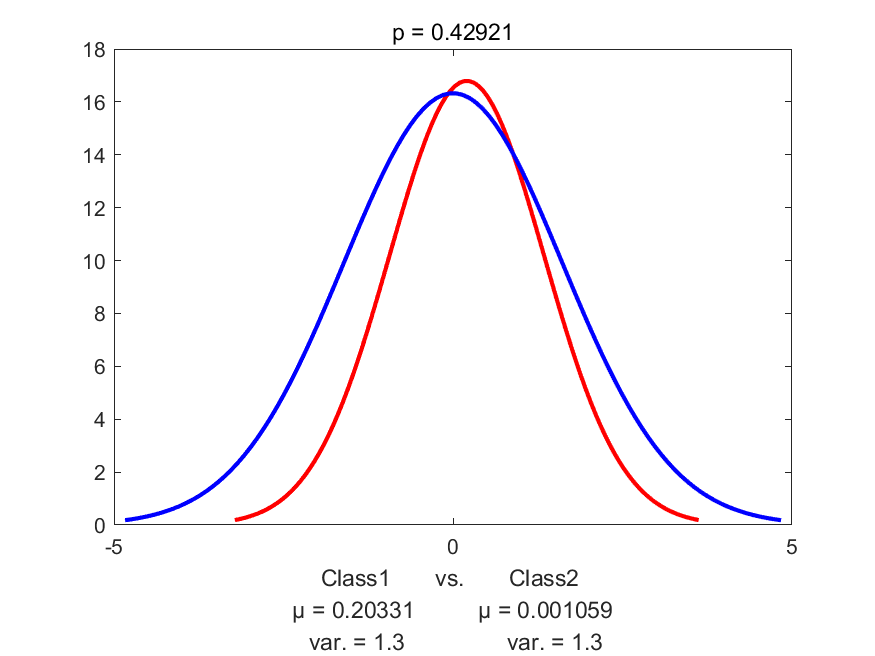 p = 0.42921
18
16
14
12
10
8
6
4
2
0
-5 0 5
Class1 vs. Class2
μ = 0.20331 μ = 0.001059
var. = 1.3 var. = 1.3